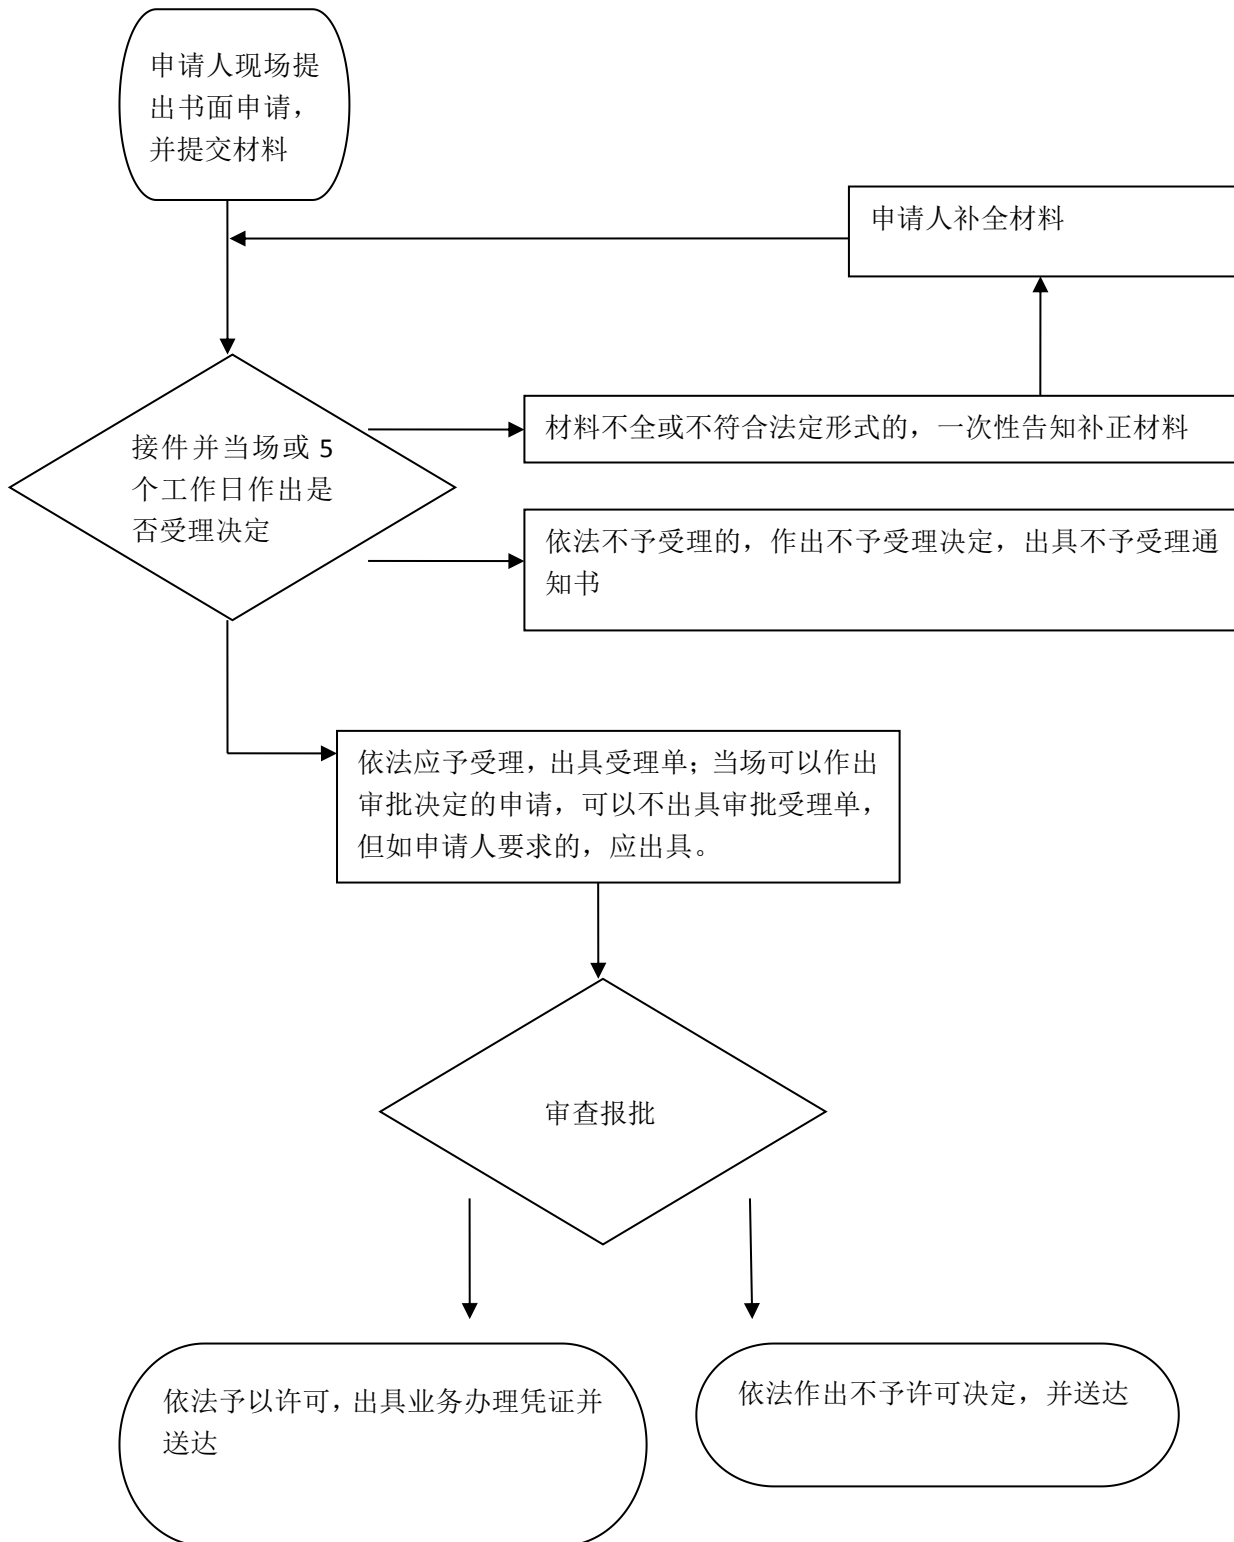 申请人现场提
出书面申请，
并提交材料
申请人补全材料
接件并当场或 5
个工作日作出是
否受理决定
材料不全或不符合法定形式的，一次性告知补正材料
依法不予受理的，作出不予受理决定，出具不予受理通
知书
依法应予受理，出具受理单；当场可以作出
审批决定的申请，可以不出具审批受理单，
但如申请人要求的，应出具。
审查报批
依法予以许可，出具业务办理凭证并
送达
依法作出不予许可决定，并送达